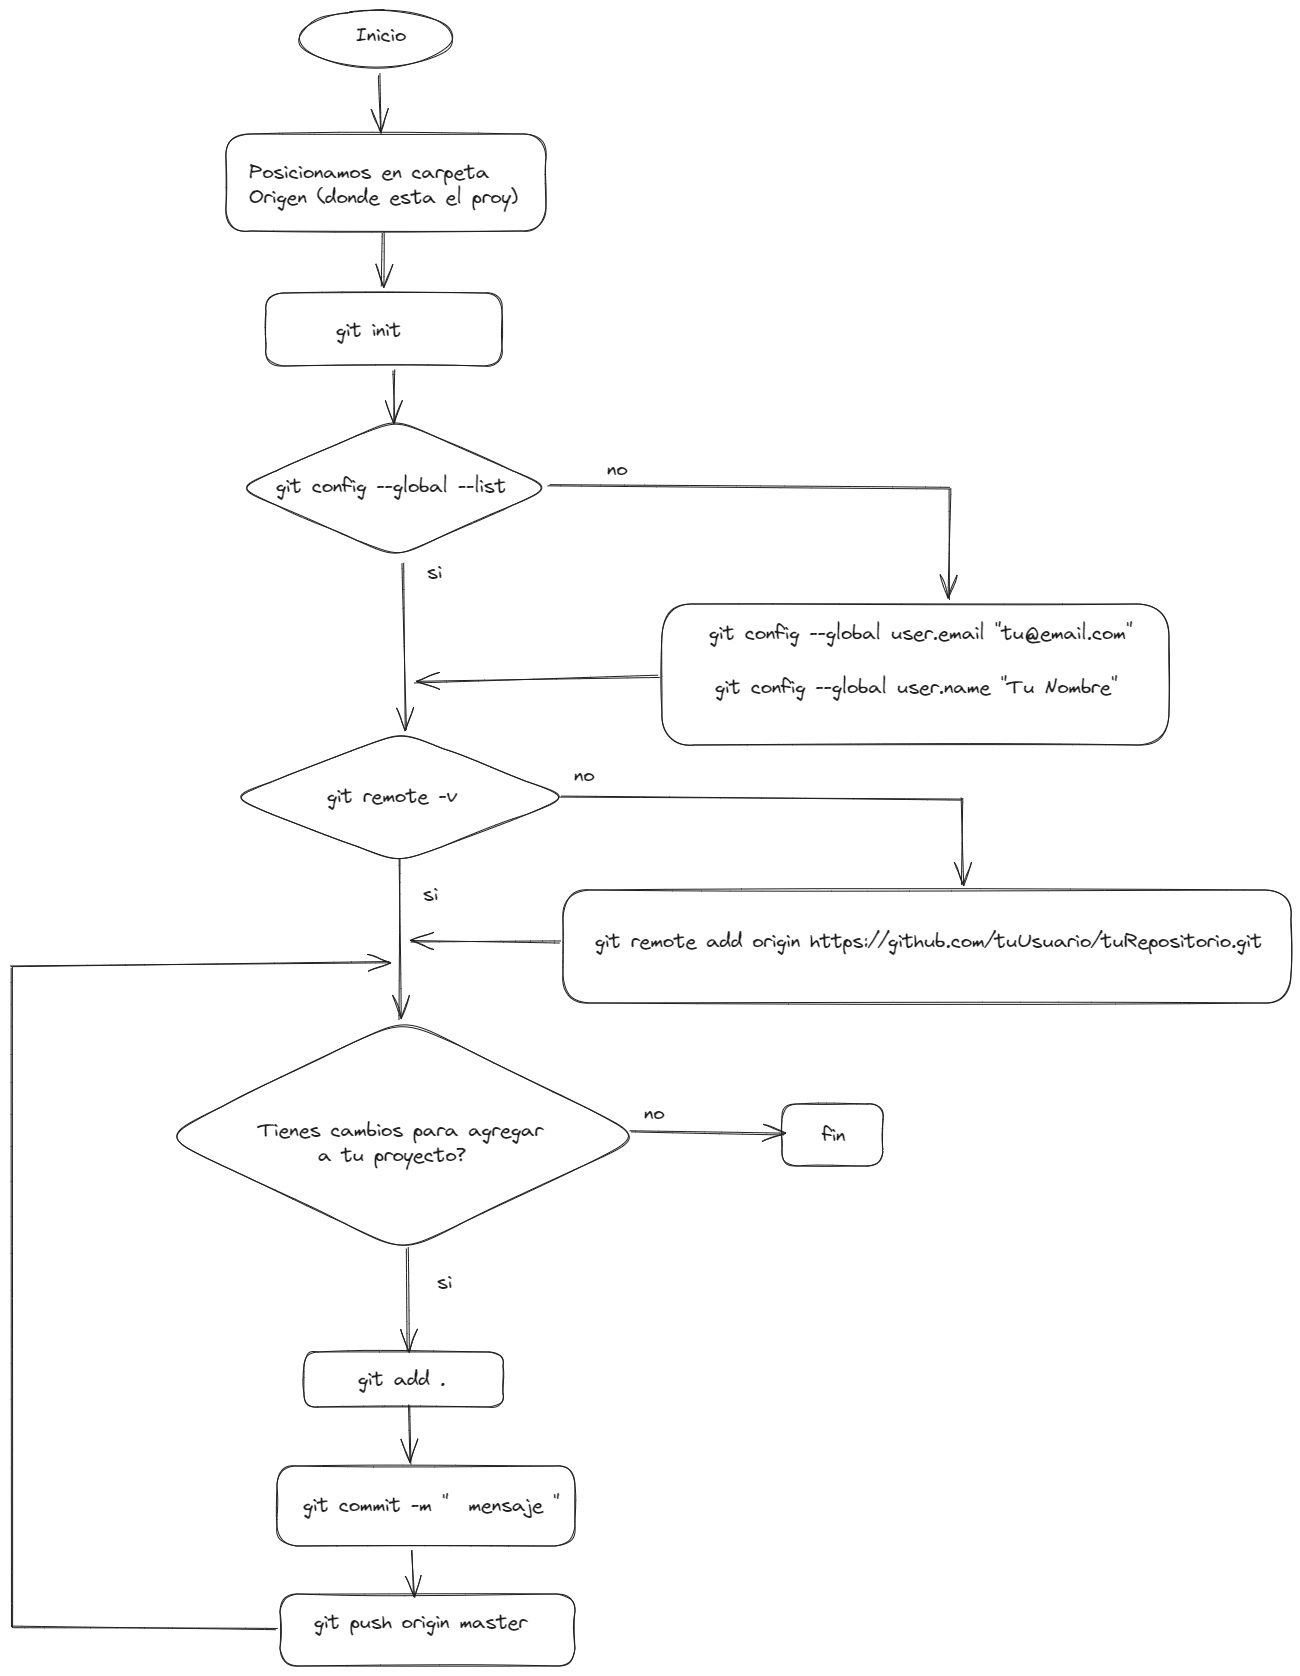 Inicio
Posicionamos en carpeta
Origen (donde esta el proy)
git init
git config --global --list
no
si
git config --global user.email "tu@email.com"
git config --global user.name "Tu Nombre"
git remote -v
no
si
git remote add origin https://github.com/tuUsuario/tuRepositorio.git
Tienes cambios para agregar
a tu proyecto?
no
fin
si
git add .
git commit -m "  mensaje "
git push origin master